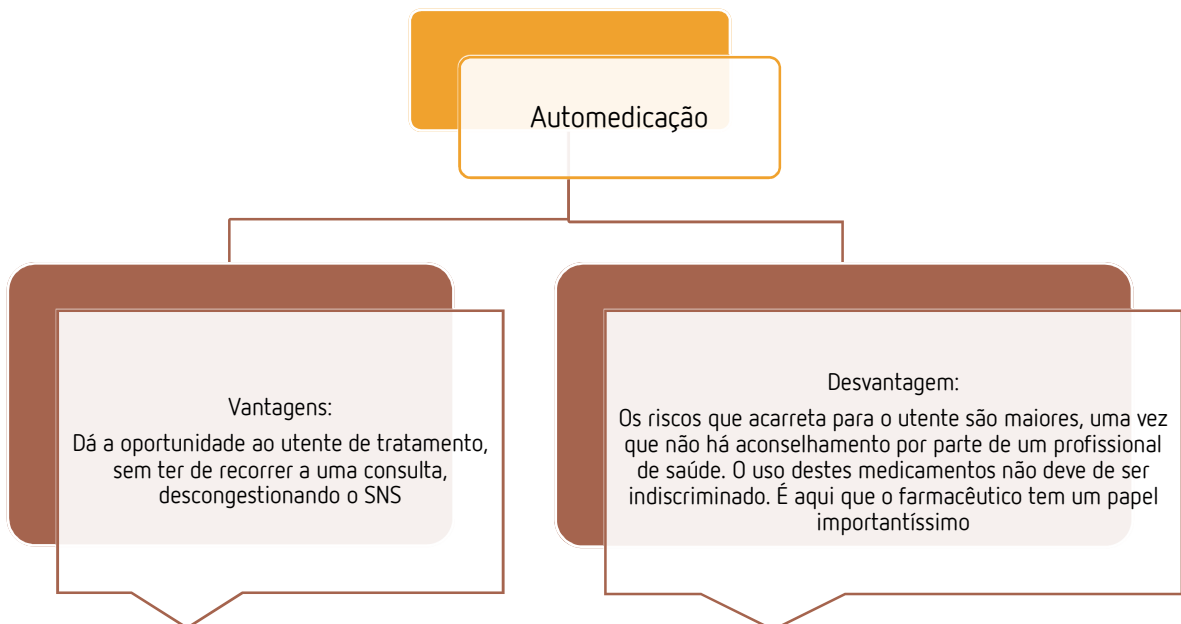 Automedicação
Vantagens:
Dá a oportunidade ao utente de tratamento,
sem ter de recorrer a uma consulta,
descongestionando o SNS
Desvantagem:
Os riscos que acarreta para o utente são maiores, uma vez
que não há aconselhamento por parte de um profissional
de saúde. O uso destes medicamentos não deve de ser
indiscriminado. É aqui que o farmacêutico tem um papel
importantíssimo